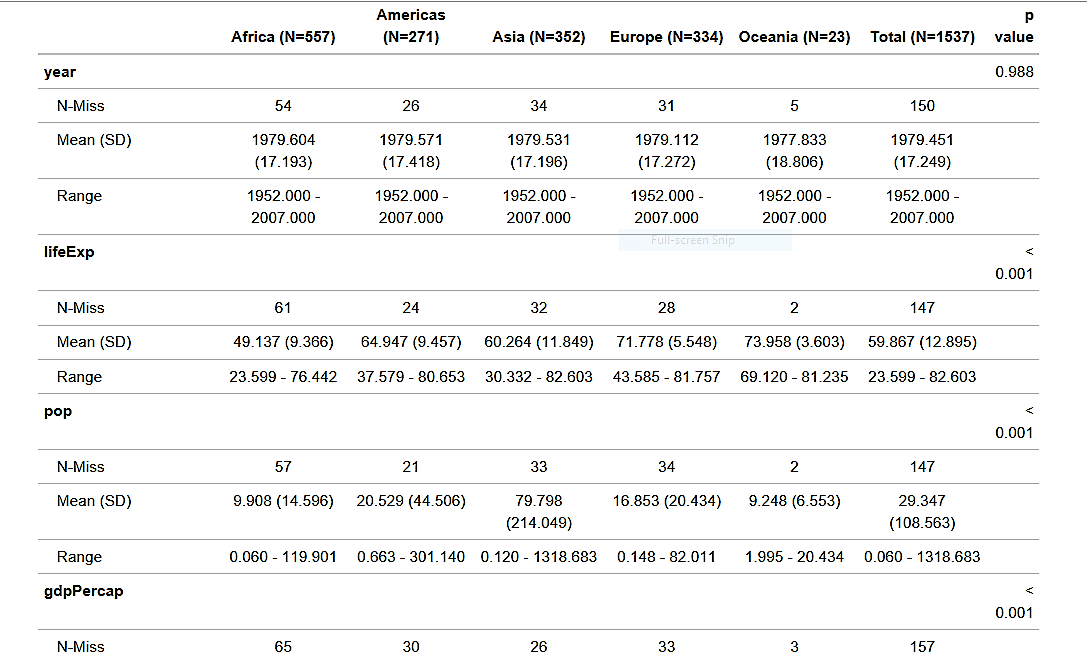 Americas p
Africa (N=557) (N=271) Asia (N=352) Europe (N=334) Oceania (N=23) Total (N=1537) value
year 0.988
N-Miss 54 26 34 31 5 150
Mean (SD) 1979.604 1979.571 1979.531 1979.112 1977.833 1979.451
(17.193) (17.418) (17.196) (17.272) (18.806) (17.249)
Range 1952.000 - 1952.000 - 1952.000 - 1952.000 - 1952.000 - 1952.000 -
2007.000 2007.000 2007.000 2007.000 2007.000 2007.000
Full-screen Snip
lifeExp <
0.001
N-Miss 61 24 32 28 2 147
Mean (SD) 49.137 (9.366) 64.947 (9.457) 60.264 (11.849) 71.778 (5.548) 73.958 (3.603) 59.867 (12.895)
Range 23.599 - 76.442 37.579 - 80.653 30.332 - 82.603 43.585 - 81.757 69.120 - 81.235 23.599 - 82.603
pop <
0.001
N-Miss 57 21 33 34 2 147
Mean (SD) 9.908 (14.596) 20.529 (44.506) 79.798 16.853 (20.434) 9.248 (6.553) 29.347
(214.049) (108.563)
Range 0.060 - 119.901 0.663 - 301.140 0.120 - 1318.683 0.148 - 82.011 1.995 - 20.434 0.060 - 1318.683
gdpPercap <
0.001
N-Miss 65 30 26 33 3 157